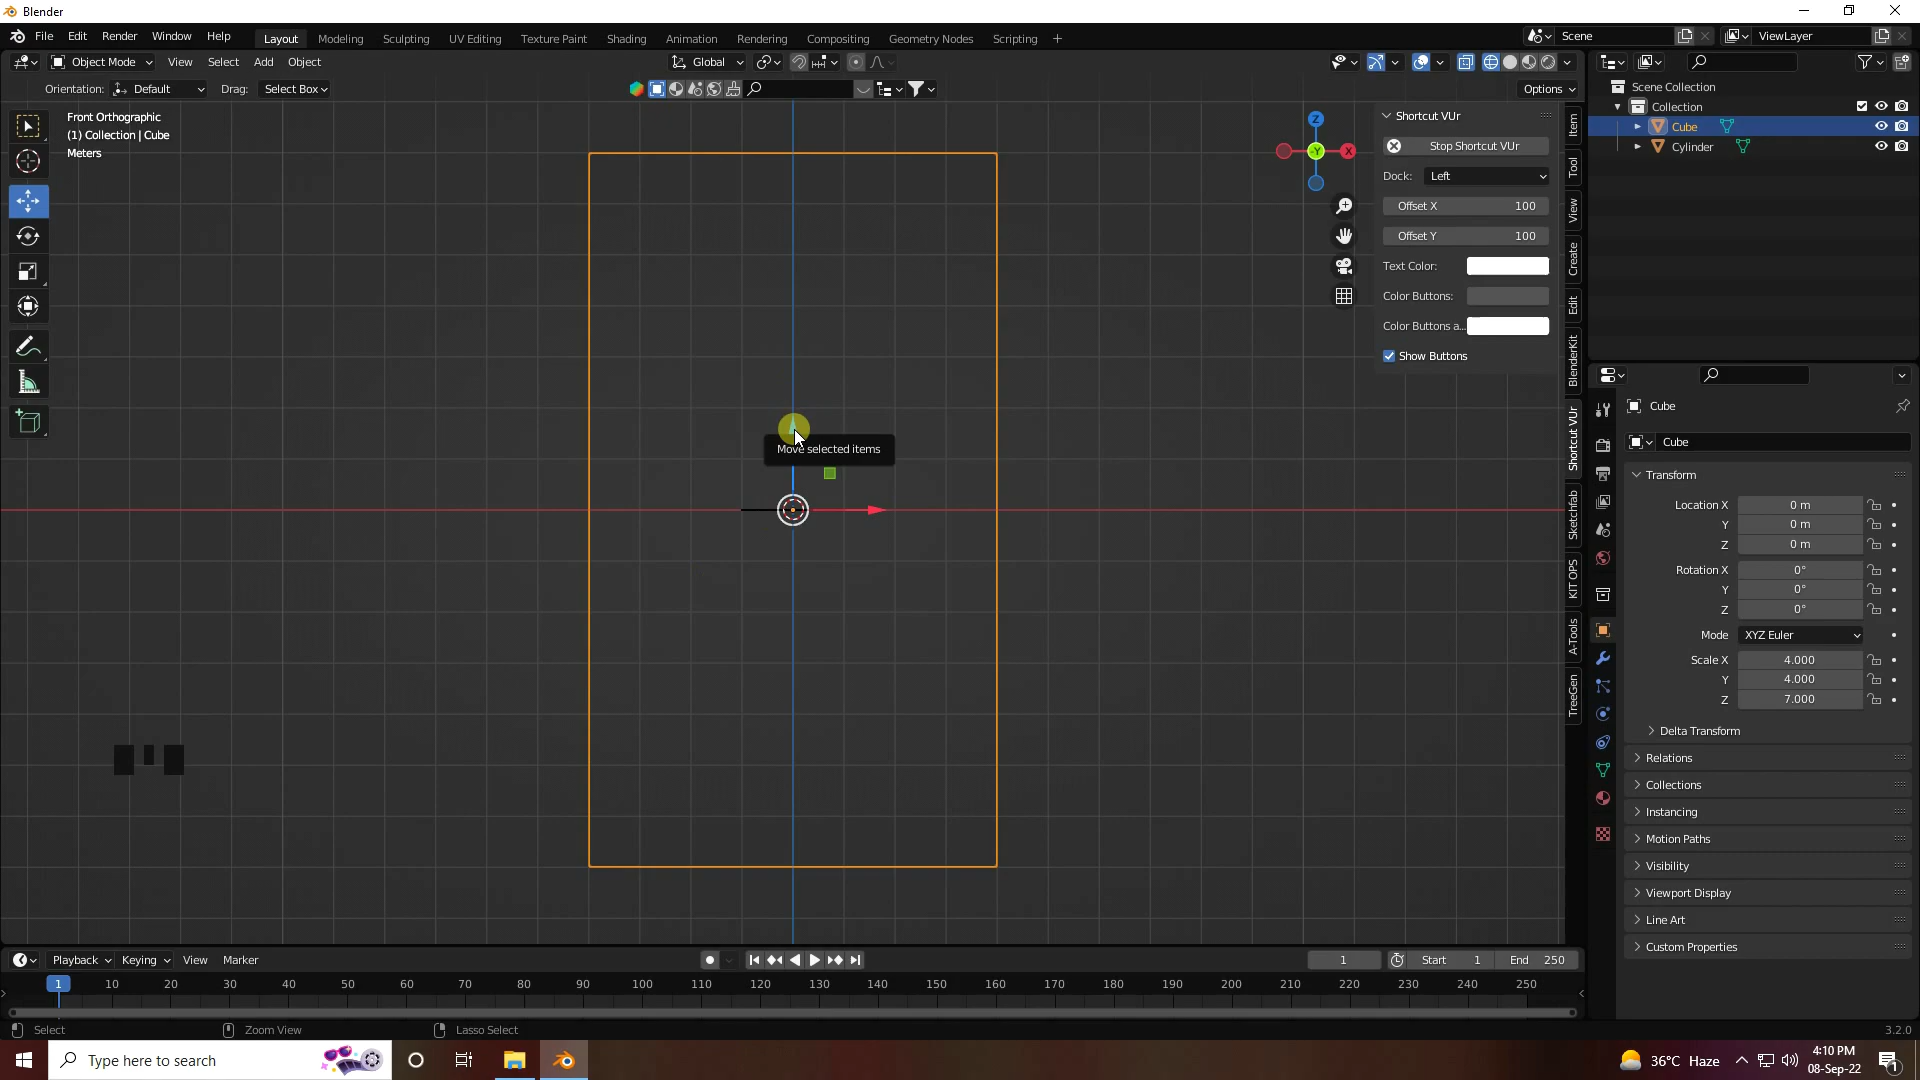 Blender
File Edit Render Window Help Layout Modeling Sculpting UV Editing Texture Paint Shading Animation Rendering Compositing Geometry Nodes Scripting + Scene ViewLayer
Object Mode View Select Add Object Global
Orientation: Default Drag: Select Box Options
Front Orthographic
(1) Collection | Cube
Meters
Z
X
-Y
Move selected items
Shortcut VUr
Stop Shortcut VUr
Dock: Left
Offset X 100
Offset Y 100
Text Color:
Color Buttons:
Color Buttons a...
Show Buttons
Item
Tool
View
Create
Edit
BlenderKit
Shortcut VUr
Sketchfab
KIT OPS
A-Tools
TreeGen
Scene Collection
Collection
Cube
Cylinder
Cube
Cube
Transform
Location X 0 m
Y 0 m
Z 0 m
Rotation X 0°
Y 0°
Z 0°
Mode XYZ Euler
Scale X 4.000
Y 4.000
Z 7.000
Delta Transform
Relations
Collections
Instancing
Motion Paths
Visibility
Viewport Display
Line Art
Custom Properties
Playback Keying View Marker 1 Start 1 End 250
1 10 20 30 40 50 60 70 80 90 100 110 120 130 140 150 160 170 180 190 200 210 220 230 240 250
Select Zoom View Lasso Select 3.2.0
Type here to search 36°C Haze 4:10 PM
08-Sep-22 1